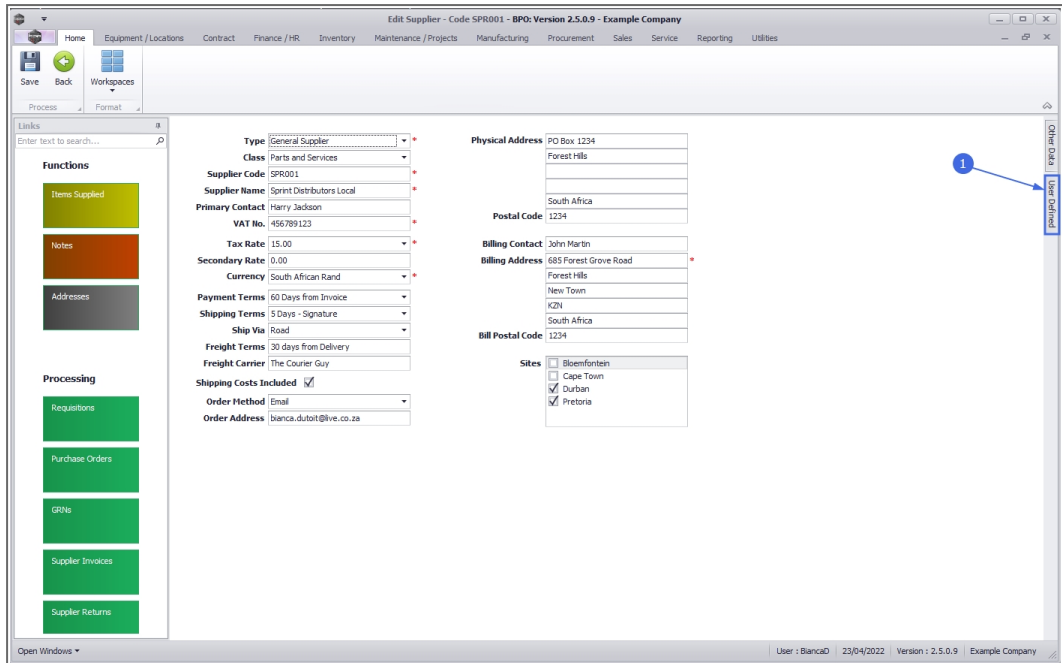 Edit Supplier - Code SPR001 - BPO: Version 2.5.0.9 - Example Company
Home Equipment / Locations Contract Finance / HR Inventory Maintenance / Projects Manufacturing Procurement Sales Service Reporting Utilities
Save Back Workspaces
Process Format
Links
Enter text to search...
Functions
Items Supplied
Notes
Addresses
Processing
Requisitions
Purchase Orders
GRNs
Supplier Invoices
Supplier Returns
Type General Supplier *
Class Parts and Services
Supplier Code SPR001 *
Supplier Name Sprint Distributors Local *
Primary Contact Harry Jackson
VAT No. 456789123 *
Tax Rate 15.00 *
Secondary Rate 0.00
Currency South African Rand *
Payment Terms 60 Days from Invoice
Shipping Terms 5 Days - Signature
Ship Via Road
Freight Terms 30 days from Delivery
Freight Carrier The Courier Guy
Shipping Costs Included
Order Method Email
Order Address bianca.dutoit@live.co.za
Physical Address PO Box 1234
Forest Hills
South Africa
Postal Code 1234
Billing Contact John Martin
Billing Address 685 Forest Grove Road *
Forest Hills
New Town
KZN
South Africa
Bill Postal Code 1234
Sites Bloemfontein
Cape Town
Durban
Pretoria
1
Other Data
User Defined
Open Windows
User : BiancaD 23/04/2022 Version : 2.5.0.9 Example Company